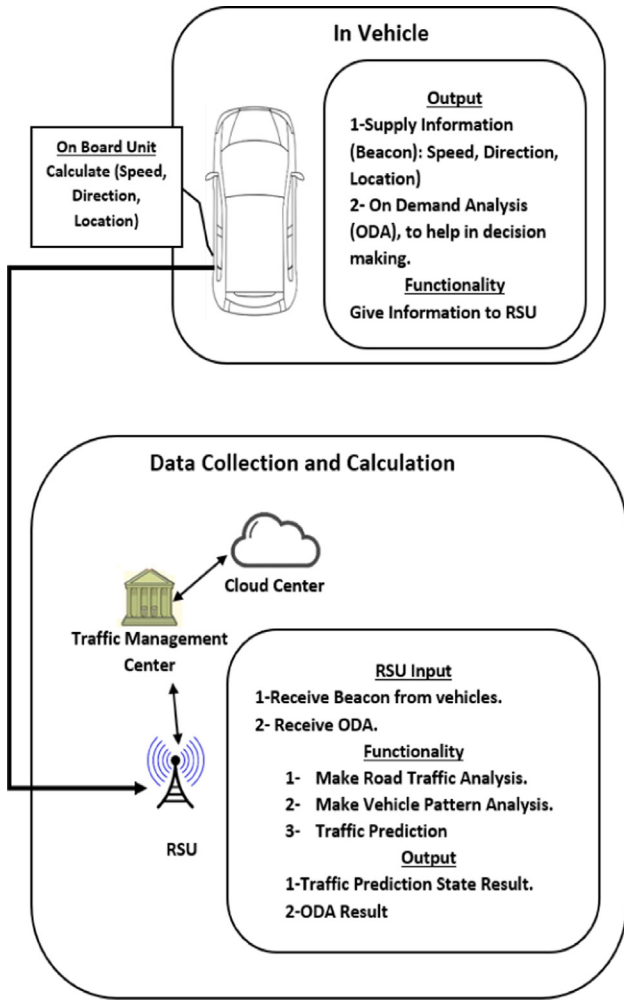 In Vehicle
On Board Unit
Calculate (Speed,
Direction,
Location)
Output
1-Supply Information
(Beacon): Speed, Direction,
Location)
2- On Demand Analysis
(ODA), to help in decision
making.
Functionality
Give Information to RSU
Data Collection and Calculation
Cloud Center
Traffic Management
Center
RSU
RSU Input
1-Receive Beacon from vehicles.
2- Receive ODA.
Functionality
1- Make Road Traffic Analysis.
2- Make Vehicle Pattern Analysis.
3- Traffic Prediction
Output
1-Traffic Prediction State Result.
2-ODA Result